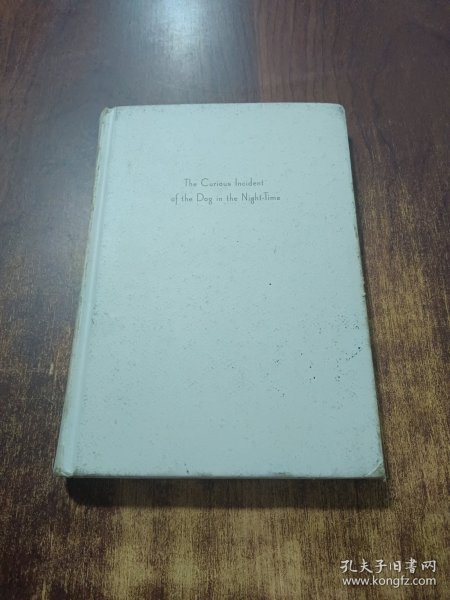 The Curious Incident
of the Dog in the Night-Time
孔夫子旧书网
www.kongfz.com